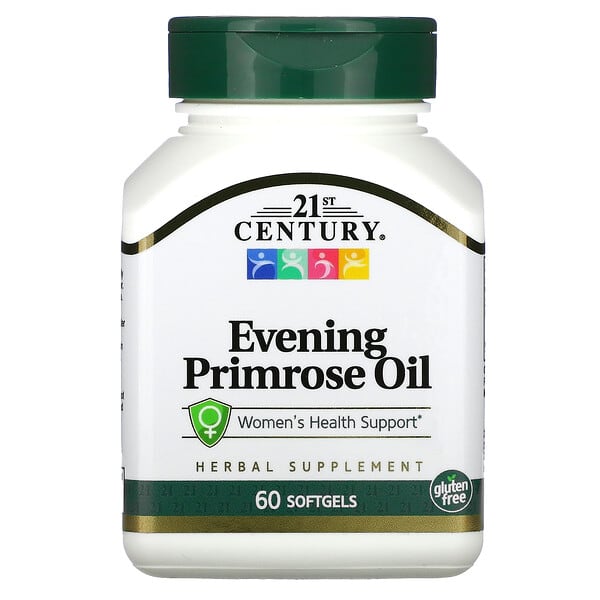 21ST
CENTURY®
Evening
Primrose Oil
Women's Health Support*
HERBAL SUPPLEMENT
60 SOFTGELS
gluten
free